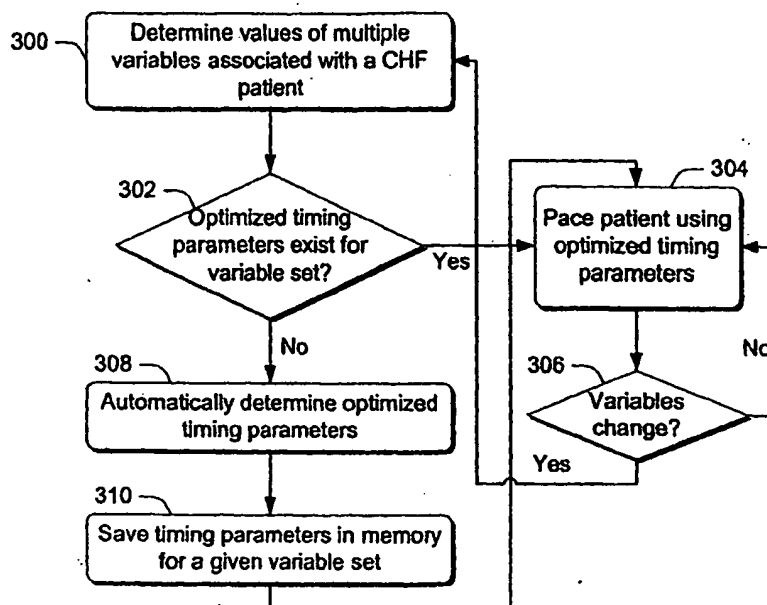 300
Determine values of multiple
variables associated with a CHF
patient
302
Optimized timing
parameters exist for
variable set?
Yes
No
304
Pace patient using
optimized timing
parameters
306
Variables
change?
No
Yes
308
Automatically determine optimized
timing parameters
310
Save timing parameters in memory
for a given variable set